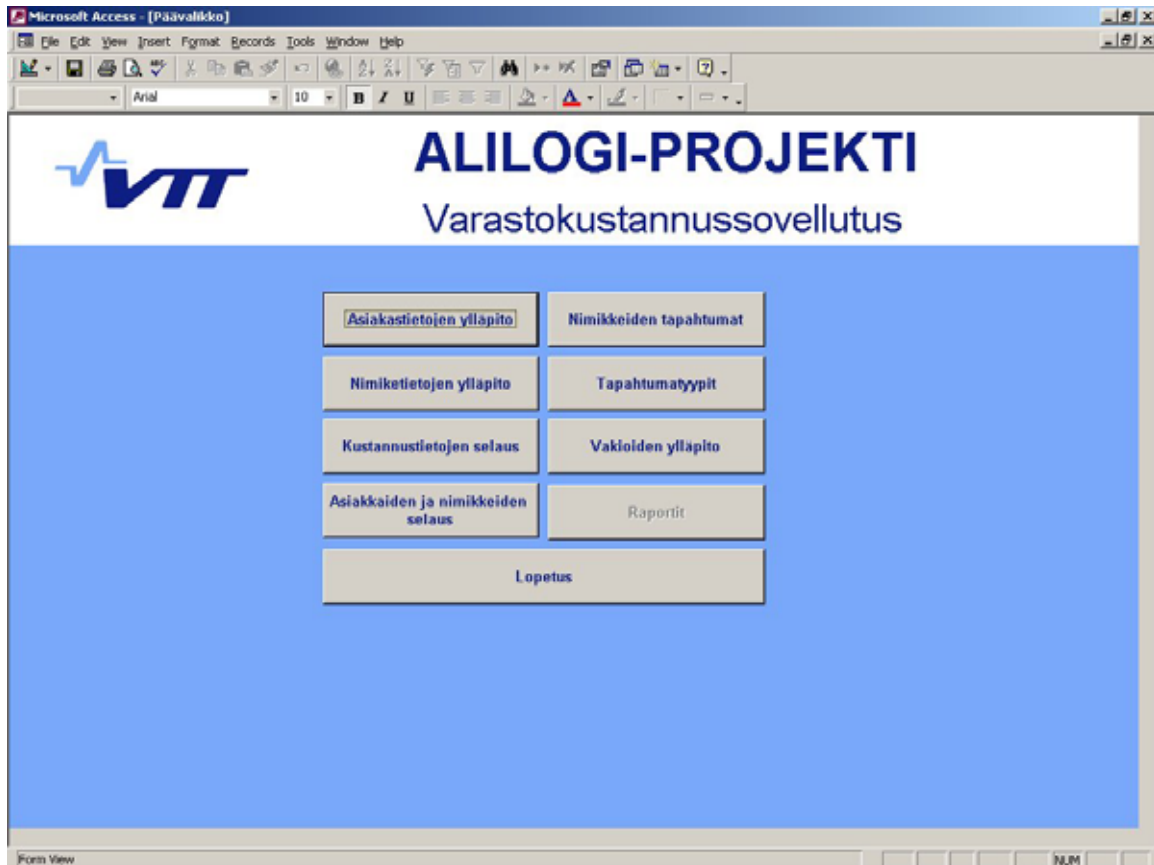 Microsoft Access - [Päävalikko]
File Edit View Insert Format Records Tools Window Help
Arial 10 B I U
VTT
ALILOGI-PROJEKTI
Varastokustannussovellutus
Asiakastietojen ylläpito
Nimikkeiden tapahtumat
Nimiketietojen ylläpito
Tapahtumatyypit
Kustannustietojen selaus
Vakioiden ylläpito
Asiakkaiden ja nimikkeiden
selaus
Raportit
Lopetus
Form View
NUM